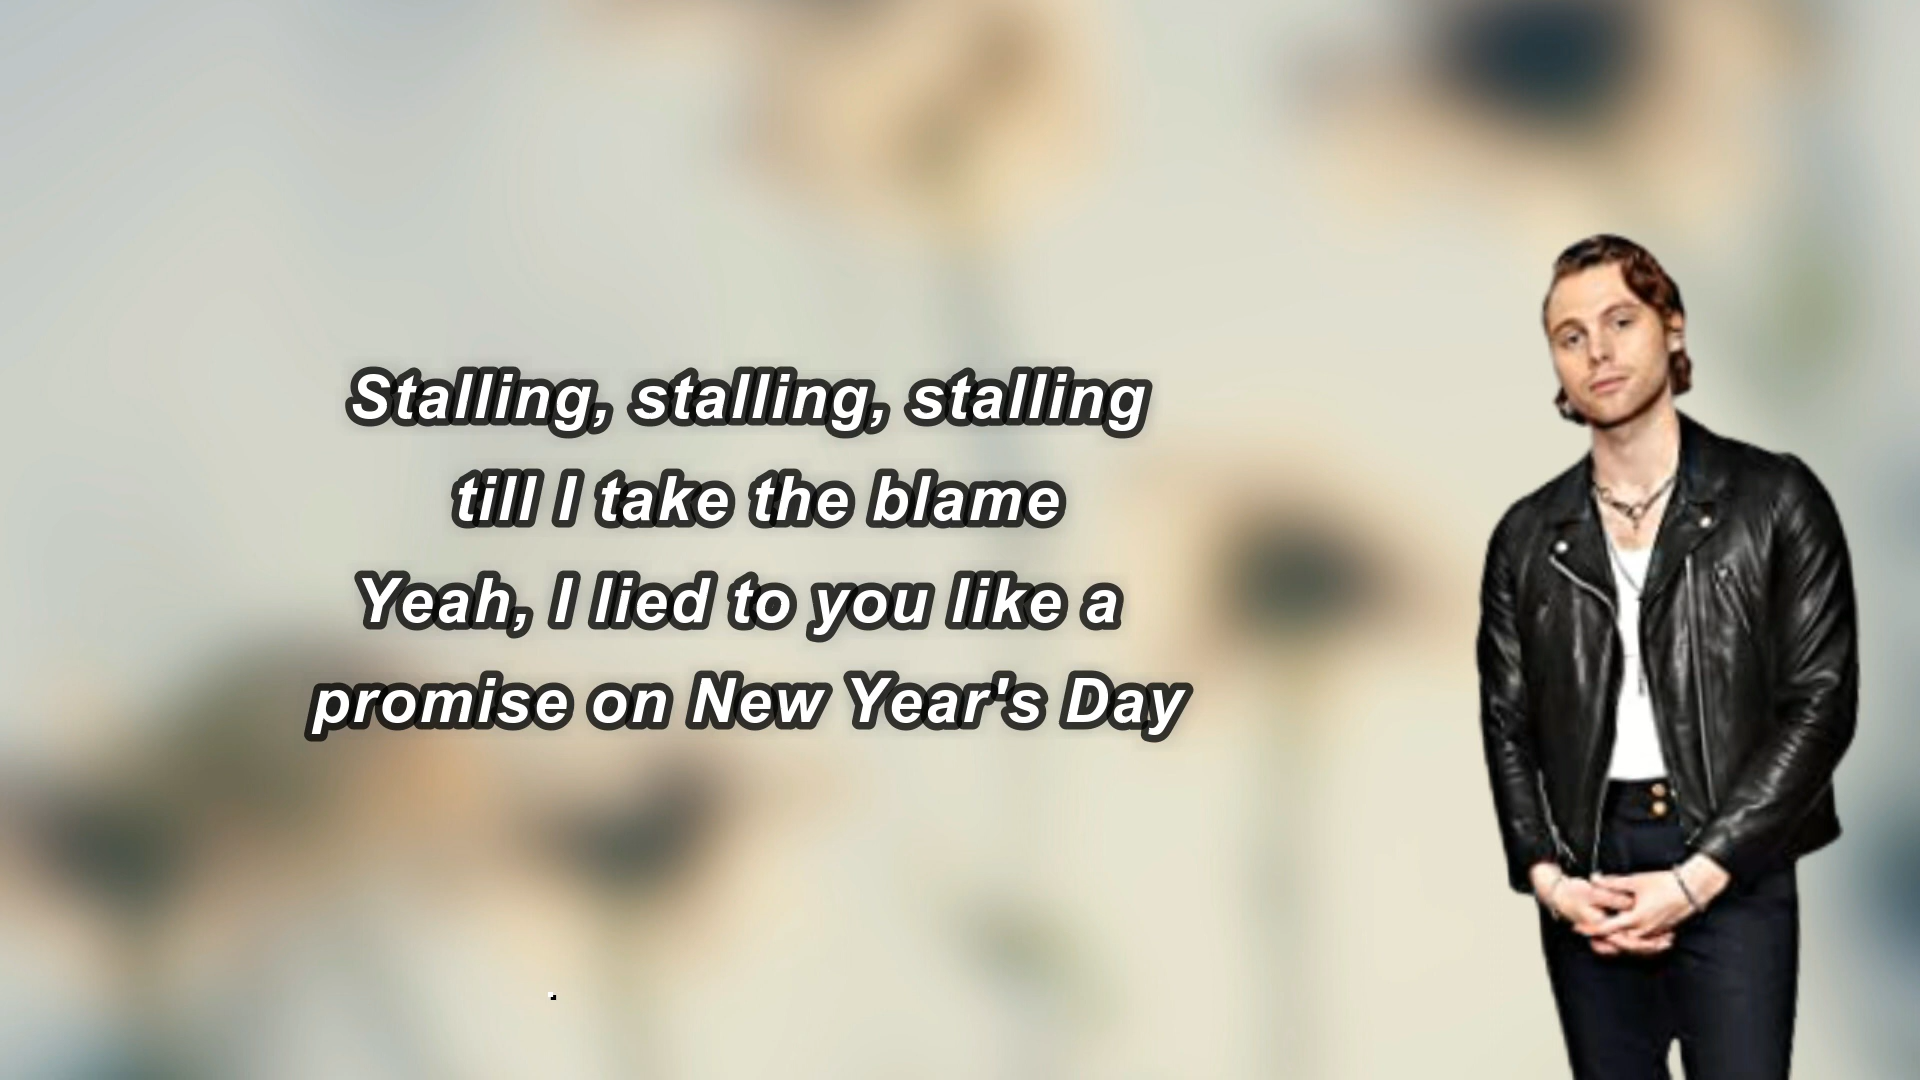 Stalling, stalling, stalling
till I take the blame
Yeah, I lied to you like a
promise on New Year's Day